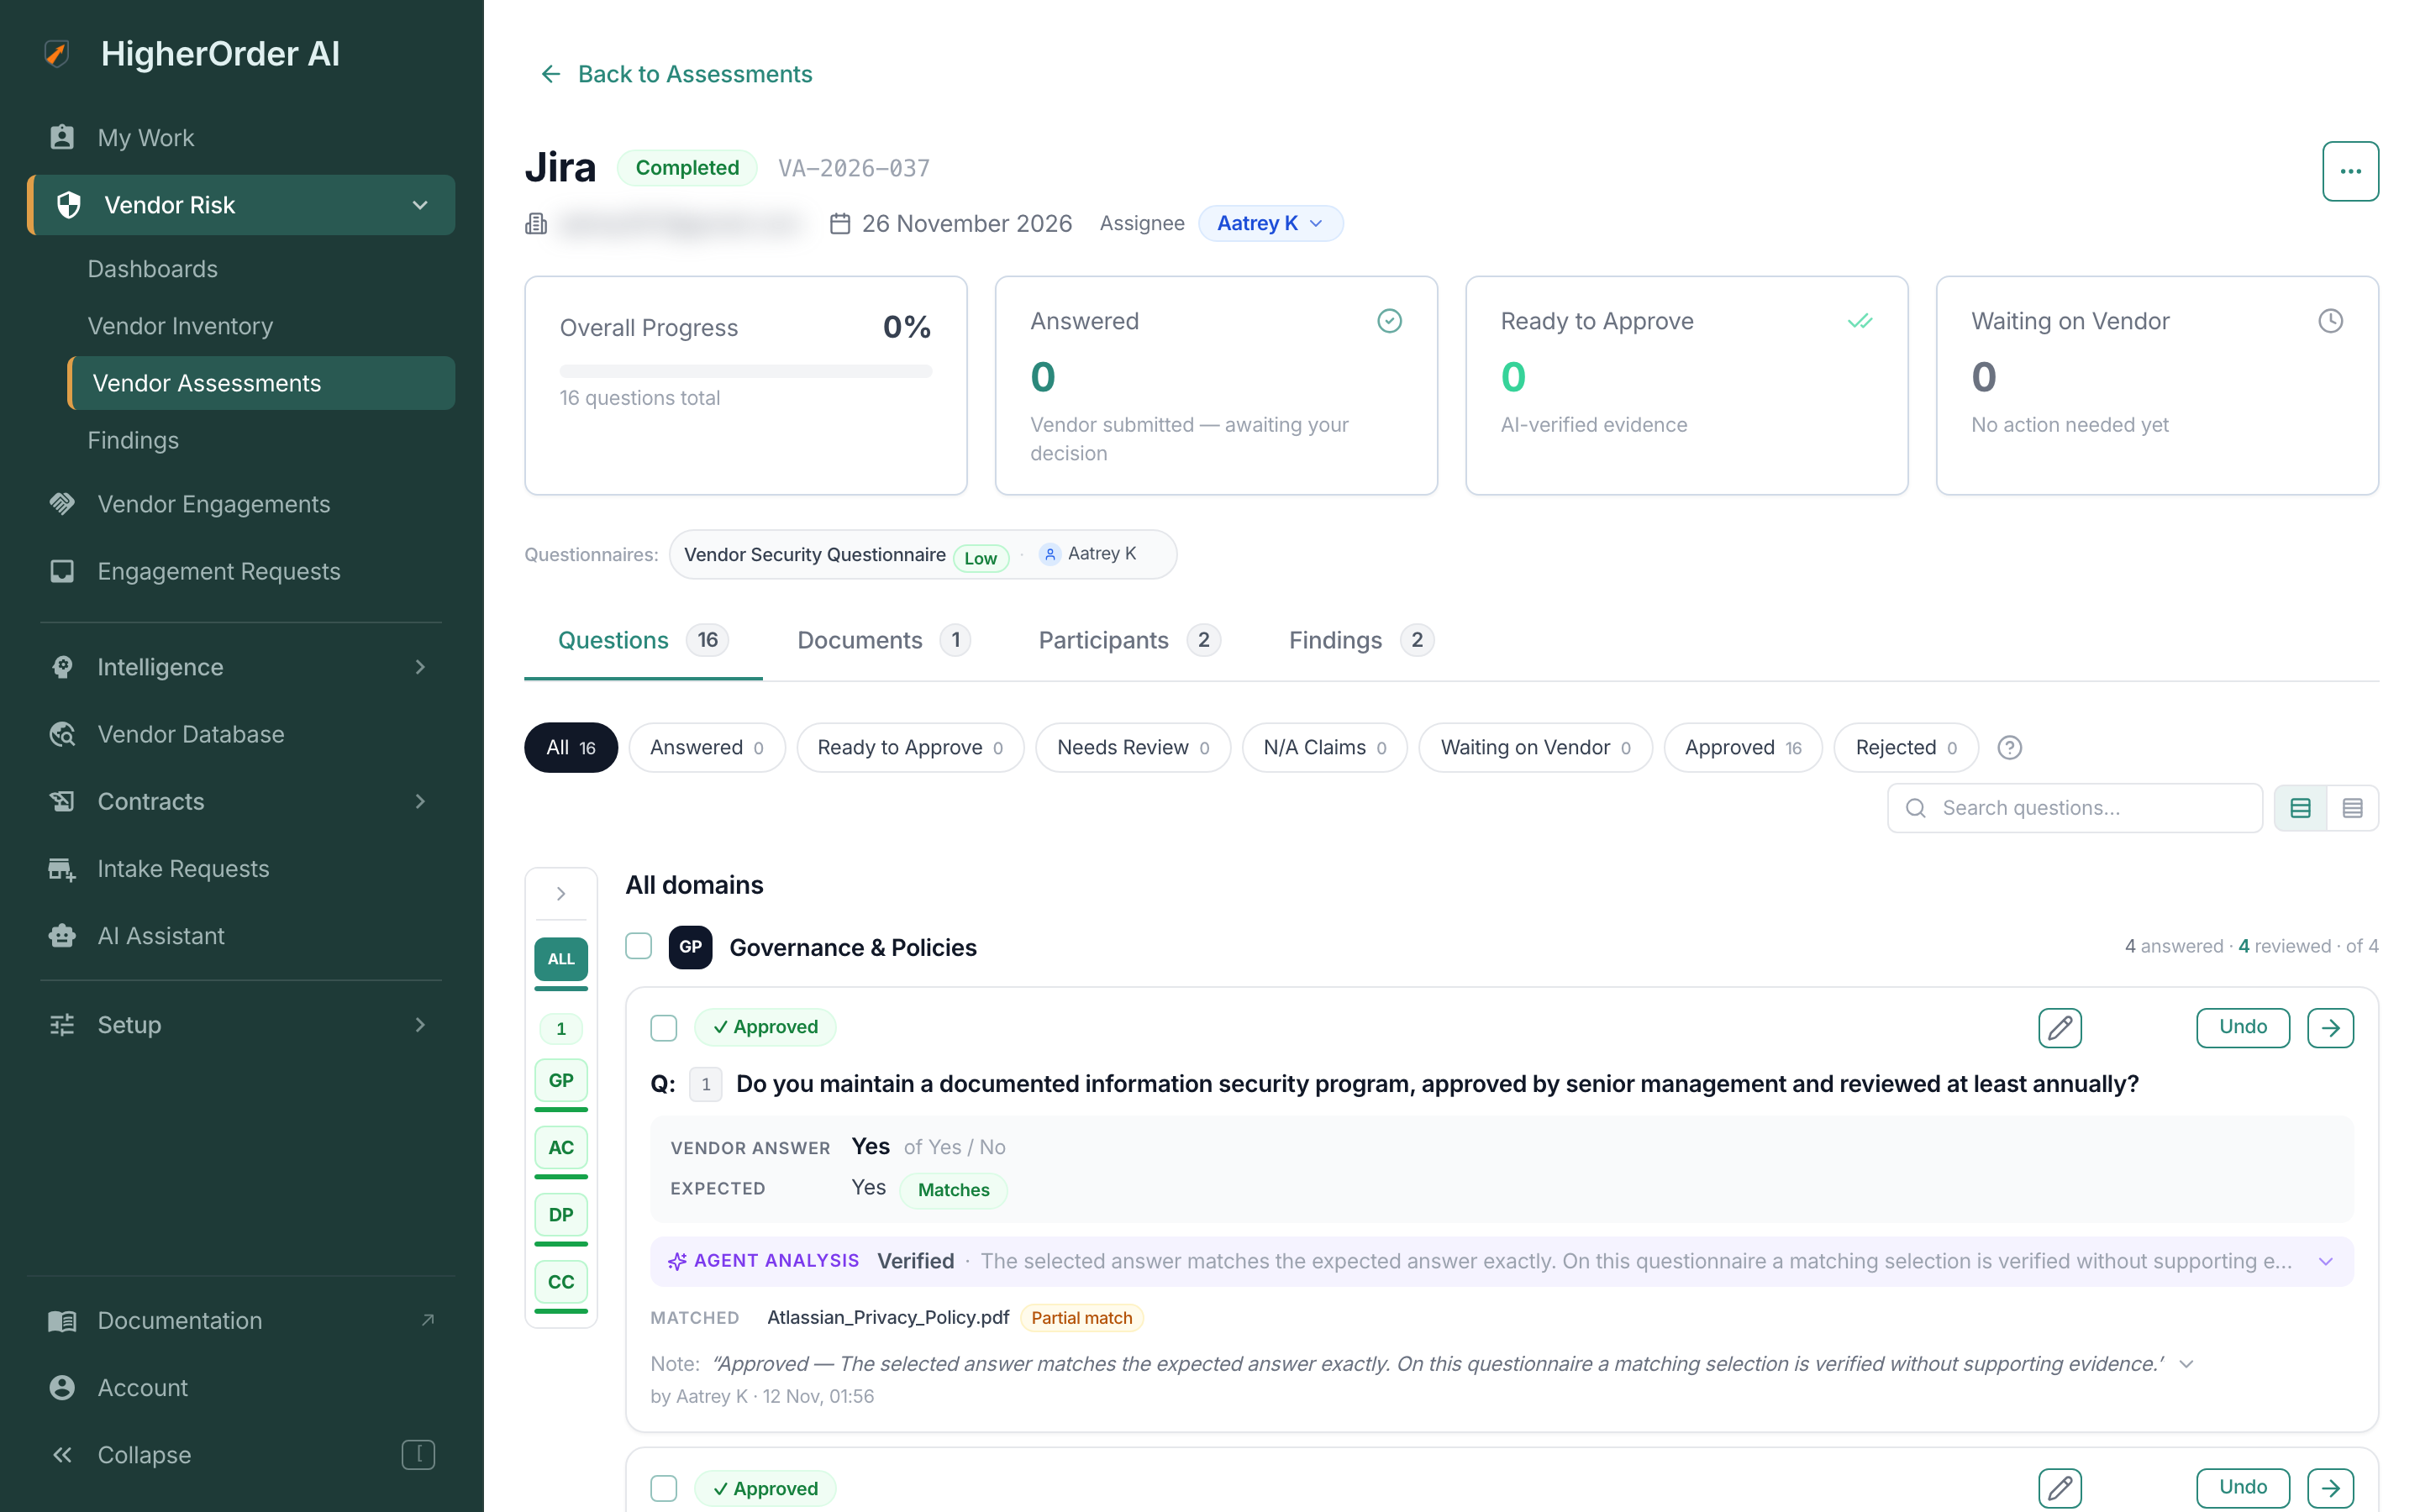 HigherOrder AI
My Work
Vendor Risk
Dashboards
Vendor Inventory
Vendor Assessments
Findings
Vendor Engagements
Engagement Requests
Intelligence
Vendor Database
Contracts
Intake Requests
AI Assistant
Setup
Documentation
Account
Collapse [
Back to Assessments
Jira Completed VA-2026-037
26 November 2026 Assignee Aatrey K
Overall Progress 0%
16 questions total
Answered
0
Vendor submitted — awaiting your
decision
Ready to Approve
0
AI-verified evidence
Waiting on Vendor
0
No action needed yet
Questionnaires: Vendor Security Questionnaire Low · Aatrey K
Questions 16 Documents 1 Participants 2 Findings 2
All 16 Answered 0 Ready to Approve 0 Needs Review 0 N/A Claims 0 Waiting on Vendor 0 Approved 16 Rejected 0
Search questions...
ALL
1
GP
AC
DP
CC
All domains
GP Governance & Policies 4 answered · 4 reviewed · of 4
Approved Undo
Q: 1 Do you maintain a documented information security program, approved by senior management and reviewed at least annually?
VENDOR ANSWER Yes of Yes / No
EXPECTED Yes Matches
AGENT ANALYSIS Verified · The selected answer matches the expected answer exactly. On this questionnaire a matching selection is verified without supporting e...
MATCHED Atlassian_Privacy_Policy.pdf Partial match
Note: “Approved — The selected answer matches the expected answer exactly. On this questionnaire a matching selection is verified without supporting evidence.’
by Aatrey K · 12 Nov, 01:56
Approved Undo